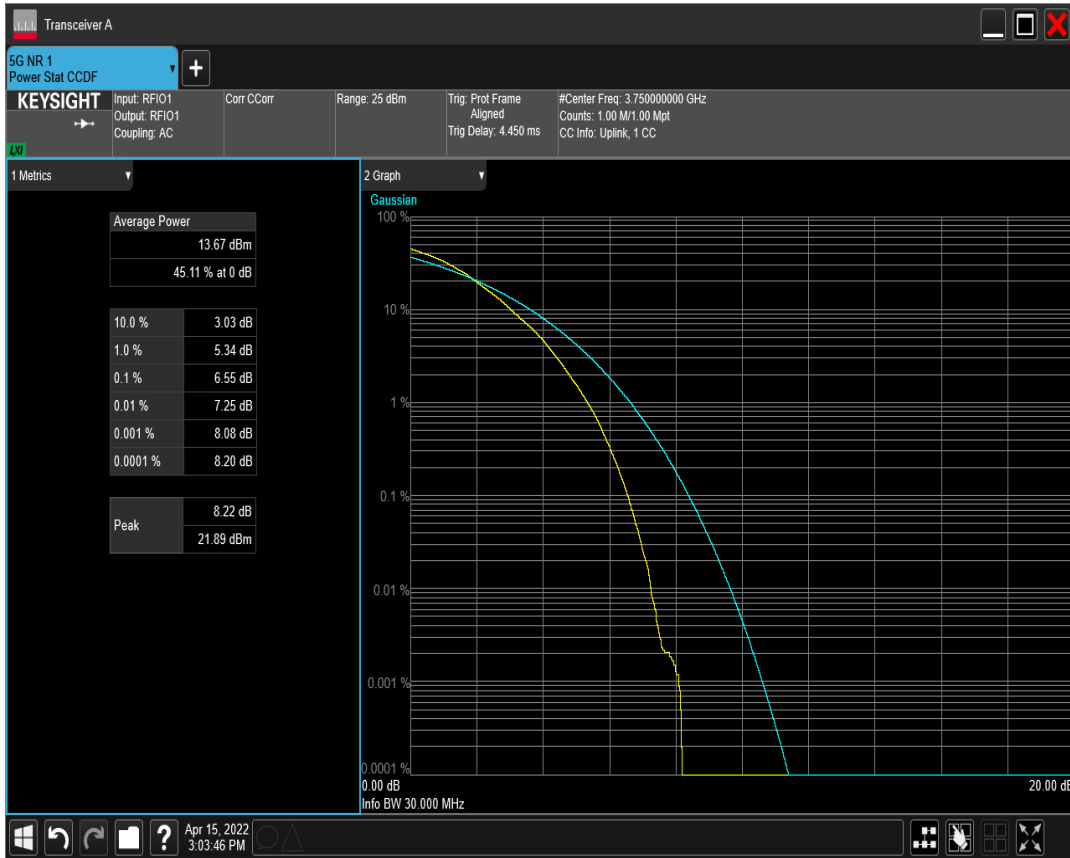 Transceiver A
5G NR 1
Power Stat CCDF
KEYSIGHT
LXI
Input: RFIO1
Output: RFIO1
Coupling: AC
Corr CCorr
Range: 25 dBm
Trig: Prot Frame
Aligned
Trig Delay: 4.450 ms
#Center Freq: 3.750000000 GHz
Counts: 1.00 M/1.00 Mpt
CC Info: Uplink, 1 CC
1 Metrics
Average Power
13.67 dBm
45.11 % at 0 dB
10.0 % 3.03 dB
1.0 % 5.34 dB
0.1 % 6.55 dB
0.01 % 7.25 dB
0.001 % 8.08 dB
0.0001 % 8.20 dB
Peak
8.22 dB
21.89 dBm
2 Graph
Gaussian
100 %
10 %
1 %
0.1 %
0.01 %
0.001 %
0.0001 %
0.00 dB
20.00 dB
Info BW 30.000 MHz
?
Apr 15, 2022
3:03:46 PM